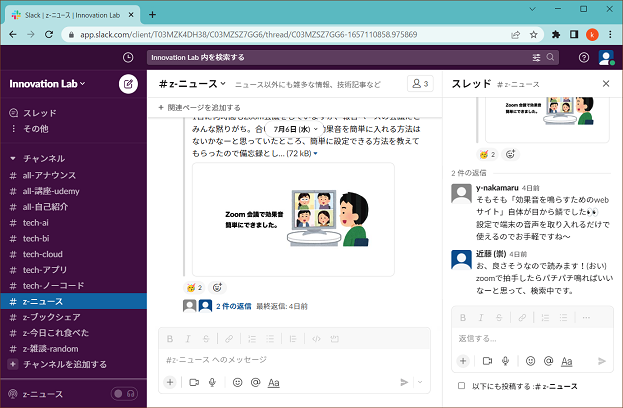 Slack | z-ニュース | Innovation Lab
app.slack.com/client/T03MZK4DH38/C03MZSZ7GG6/thread/C03MZSZ7GG6-1657110858.975869
k
Innovation Lab 内を検索する
Innovation Lab
スレッド
その他
チャンネル
# all-アナウンス
# all-講座-udemy
# all-自己紹介
# tech-ai
# tech-bi
# tech-cloud
# tech-アプリ
# tech-ノーコード
# z-ニュース
# z-ブックシェア
# z-今日これ食べた
# z-雑談-random
+ チャンネルを追加する
z-ニュース
# z-ニュース
ニュース以外にも雑多な情報、技術記事など
3
+ 関連ページを追加する
7月6日 (水)
みんな黙りがち。合い
果音を簡単に入れる方法は
ないかなーと思っていたところ、簡単に設定できる方法を教えて
もらったので備忘録とし... (72 kB)
Zoom 会議で効果音
簡単にできました。
2
2 件の返信 最終返信: 4日前
B I S
#z-ニュース へのメッセージ
+ @ Aa
スレッド # z-ニュース
簡単にできました。
2
2 件の返信
y-nakamaru 4日前
そもそも「効果音を鳴らすためのweb
サイト」自体が目から鱗でした👀
設定で端末の音声を取り入れるだけで
使えるのでお手軽ですね～
近藤 (崇) 4日前
お、良さそうなので読みます！(おい)
zoomで拍手したらパチパチ鳴ればいい
なーと思って、検索中です。
B I S
返信する...
+ @ Aa
以下にも投稿する :# z-ニュース